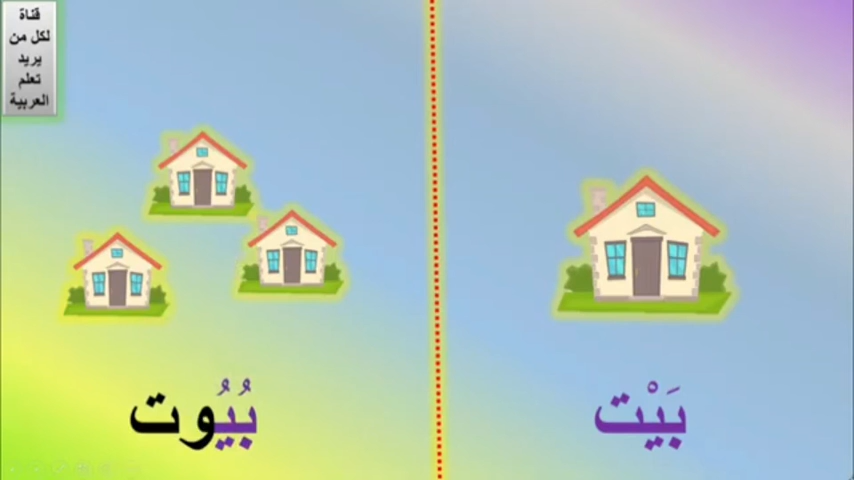 قناة
لكل من
يريد
تعلم
العربية
بَيْت
بُيُوت